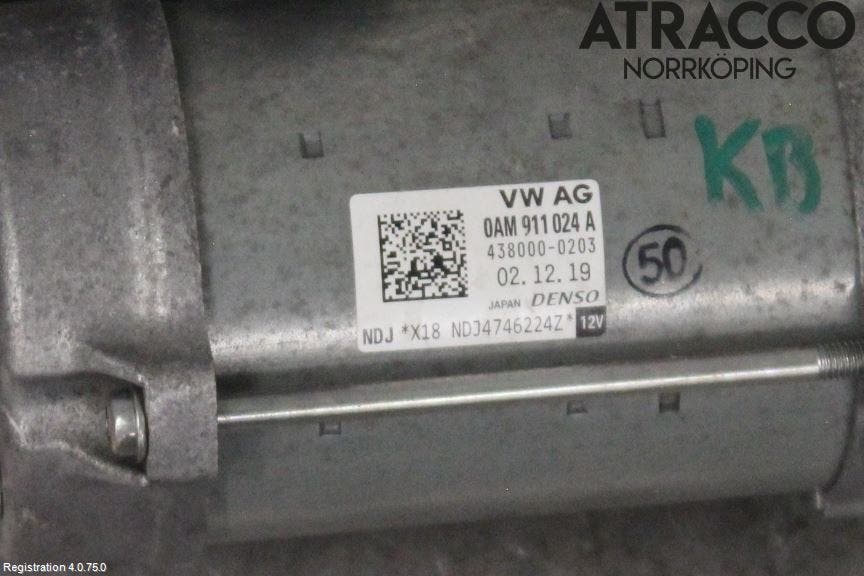 ATRACCO
NORRKÖPING
KB
VW AG
0AM 911 024 A
438000-0203
50
02.12.19
JAPAN DENSO
NDJ *X18 NDJ4746224Z* 12V
Registration 4.0.75.0